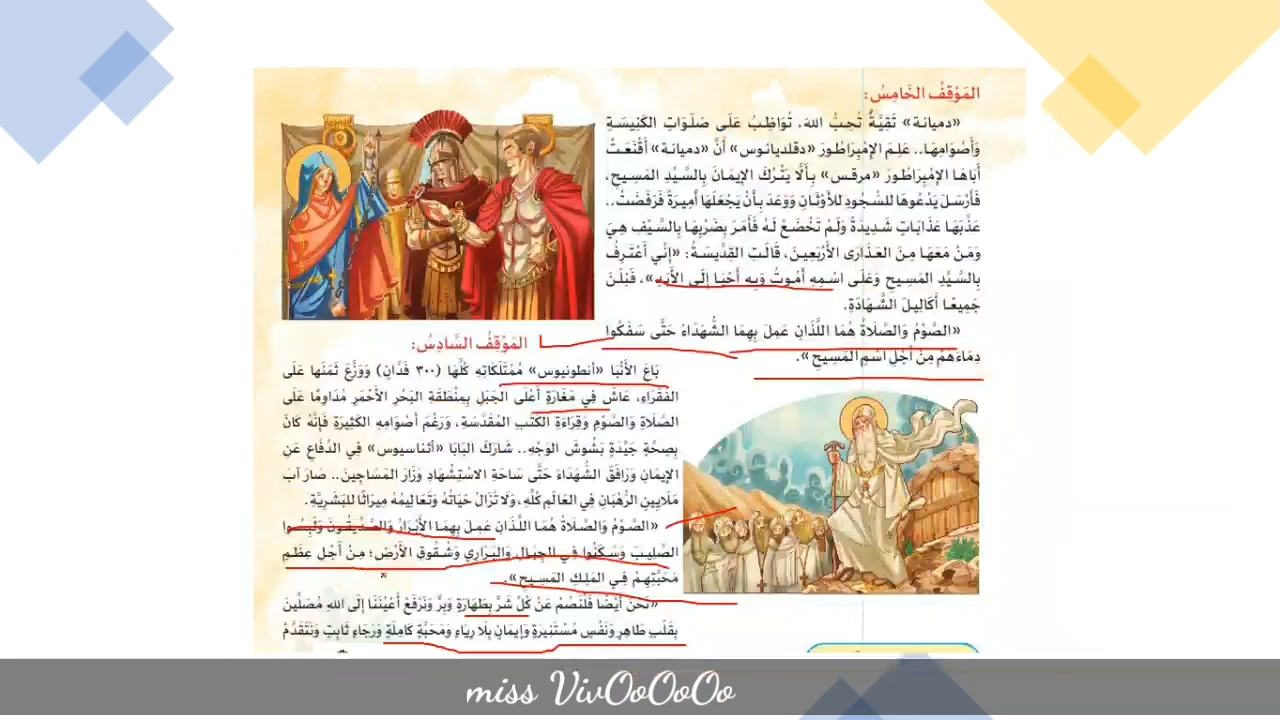 المَوْقِفُ الخَامِسُ:
«دميانة» تَقِيَّةٌ تُحِبُّ اللهَ، تُوَاظِبُ عَلَى صَلَوَاتِ الكَنِيسَةِ
وَأَصْوَامِهَا.. عَلِمَ الإِمْبِرَاطُورُ «دقلديانوس» أَنَّ «دميانة» أَقْنَعَتْ
أَبَاهَا الإِمْبِرَاطُورَ «مرقس» بِأَلَّا يَتْرُكَ الإِيمَانَ بِالسَّيِّدِ المَسِيحِ،
فَأَرْسَلَ يَدْعُوهَا للسُّجُودِ للأَوْثَانِ وَوَعَدَ بِأَنْ يَجْعَلَهَا أَمِيرَةً فَرَفَضَتْ..
عَذَّبَهَا عَذَابَاتٍ شَدِيدَةً وَلَمْ تَخْضَعْ لَهُ فَأَمَرَ بِضَرْبِهَا بِالسَّيْفِ هِيَ
وَمَنْ مَعَهَا مِنَ العَذَارَى الأَرْبَعِينَ، قَالَتِ القِدِّيسَةُ: «إِنِّي أَعْتَرِفُ
بِالسَّيِّدِ المَسِيحِ وَعَلَى اسْمِهِ أَمُوتُ وَبِهِ أَحْيَا إِلَى الأَبَدِ»، فَنِلْنَ
جَمِيعًا أَكَالِيلَ الشَّهَادَةِ.
«الصَّوْمُ وَالصَّلَاةُ هُمَا اللَّذَانِ عَمِلَ بِهِمَا الشُّهَدَاءُ حَتَّى سَفَكُوا
دِمَاءَهُمْ مِنْ أَجْلِ اسْمِ المَسِيحِ».
المَوْقِفُ السَّادِسُ:
بَاعَ الأَنْبَا «أنطونيوس» مُمْتَلَكَاتِهِ كُلَّهَا (٣٠٠ فَدَّانٍ) وَوَزَّعَ ثَمَنَهَا عَلَى
الفُقَرَاءِ، عَاشَ فِي مَغَارَةٍ أَعْلَى الجَبَلِ بِمِنْطَقَةِ البَحْرِ الأَحْمَرِ مُدَاوِمًا عَلَى
الصَّلَاةِ وَالصَّوْمِ وَقِرَاءَةِ الكُتُبِ المُقَدَّسَةِ، وَرَغْمَ أَصْوَامِهِ الكَثِيرَةِ فَإِنَّهُ كَانَ
بِصِحَّةٍ جَيِّدَةٍ بَشُوشَ الوَجْهِ.. شَارَكَ البَابَا «أثناسيوس» فِي الدِّفَاعِ عَنِ
الإِيمَانِ وَرَافَقَ الشُّهَدَاءَ حَتَّى سَاحَةِ الاسْتِشْهَادِ وَزَارَ المَسَاجِينَ.. صَارَ أَبَ
مَلَايِينِ الرُّهْبَانِ فِي العَالَمِ كُلِّهِ، وَلَا تَزَالُ حَيَاتُهُ وَتَعَالِيمُهُ مِيرَاثًا للبَشَرِيَّةِ.
«الصَّوْمُ وَالصَّلَاةُ هُمَا اللَّذَانِ عَمِلَ بِهِمَا الأَبْرَارُ وَالصِّدِّيقُونَ وَلَبِسُوا
الصَّلِيبَ وَسَكَنُوا فِي الجِبَالِ وَالبَرَارِي وَشُقُوقِ الأَرْضِ؛ مِنْ أَجْلِ عِظَمِ
مَحَبَّتِهِمْ فِي المَلِكِ المَسِيحِ».
«نَحْنُ أَيْضًا فَلْنَصُمْ عَنْ كُلِّ شَرٍّ بِطَهَارَةٍ وَبِرٍّ وَنَرْفَعْ أَعْيُنَنَا إِلَى اللهِ مُصَلِّينَ
بِقَلْبٍ طَاهِرٍ وَنَفْسٍ مُسْتَنِيرَةٍ وَإِيمَانٍ بِلَا رِيَاءٍ وَمَحَبَّةٍ كَامِلَةٍ وَرَجَاءٍ ثَابِتٍ وَنَتَقَدَّمْ
miss VivOoOoOo